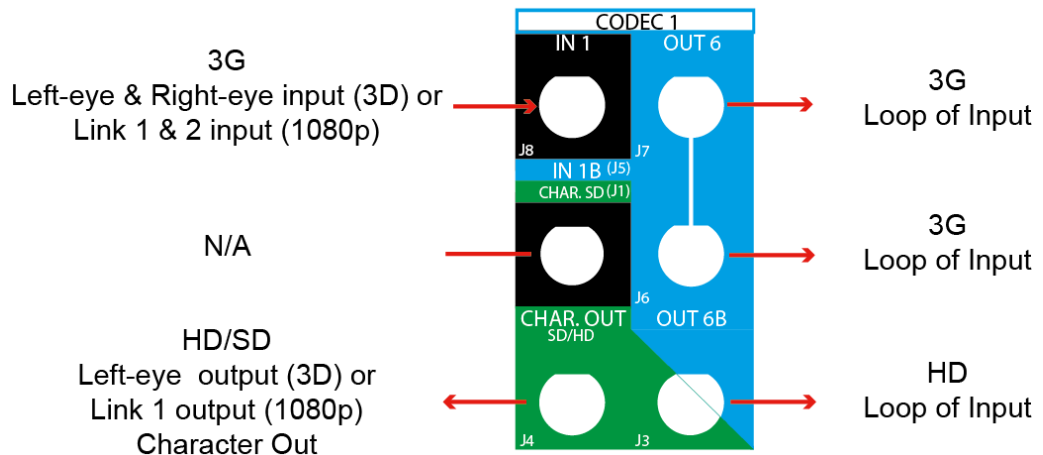 CODEC 1
IN 1
OUT 6
3G
Left-eye & Right-eye input (3D) or
Link 1 & 2 input (1080p)
J8
J7
3G
Loop of Input
IN 1B (J5)
CHAR. SD (J1)
N/A
J6
3G
Loop of Input
CHAR. OUT
SD/HD
OUT 6B
HD/SD
Left-eye output (3D) or
Link 1 output (1080p)
Character Out
J4
J3
HD
Loop of Input